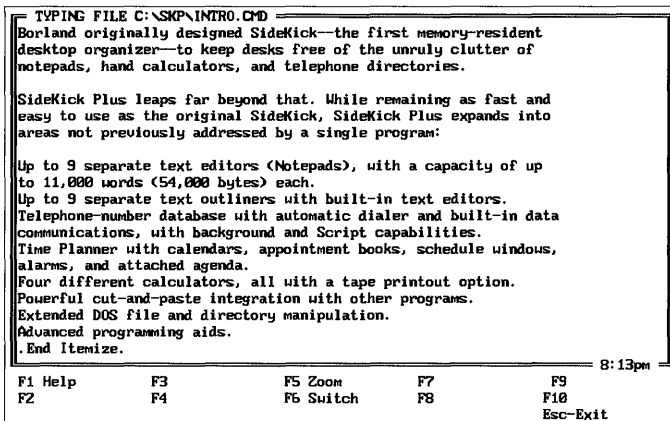 TYPING FILE C:\SKP\INTRO.CMD
Borland originally designed SideKick--the first memory-resident
desktop organizer--to keep desks free of the unruly clutter of
notepads, hand calculators, and telephone directories.
SideKick Plus leaps far beyond that. While remaining as fast and
easy to use as the original SideKick, SideKick Plus expands into
areas not previously addressed by a single program:
Up to 9 separate text editors (Notepads), with a capacity of up
to 11,000 words (54,000 bytes) each.
Up to 9 separate text outliners with built-in text editors.
Telephone-number database with automatic dialer and built-in data
communications, with background and Script capabilities.
Time Planner with calendars, appointment books, schedule windows,
alarms, and attached agenda.
Four different calculators, all with a tape printout option.
Powerful cut-and-paste integration with other programs.
Extended DOS file and directory manipulation.
Advanced programming aids.
.End Itemize.
8:13pm
F1 Help F3 F5 Zoom F7 F9
F2 F4 F6 Switch F8 F10
Esc-Exit